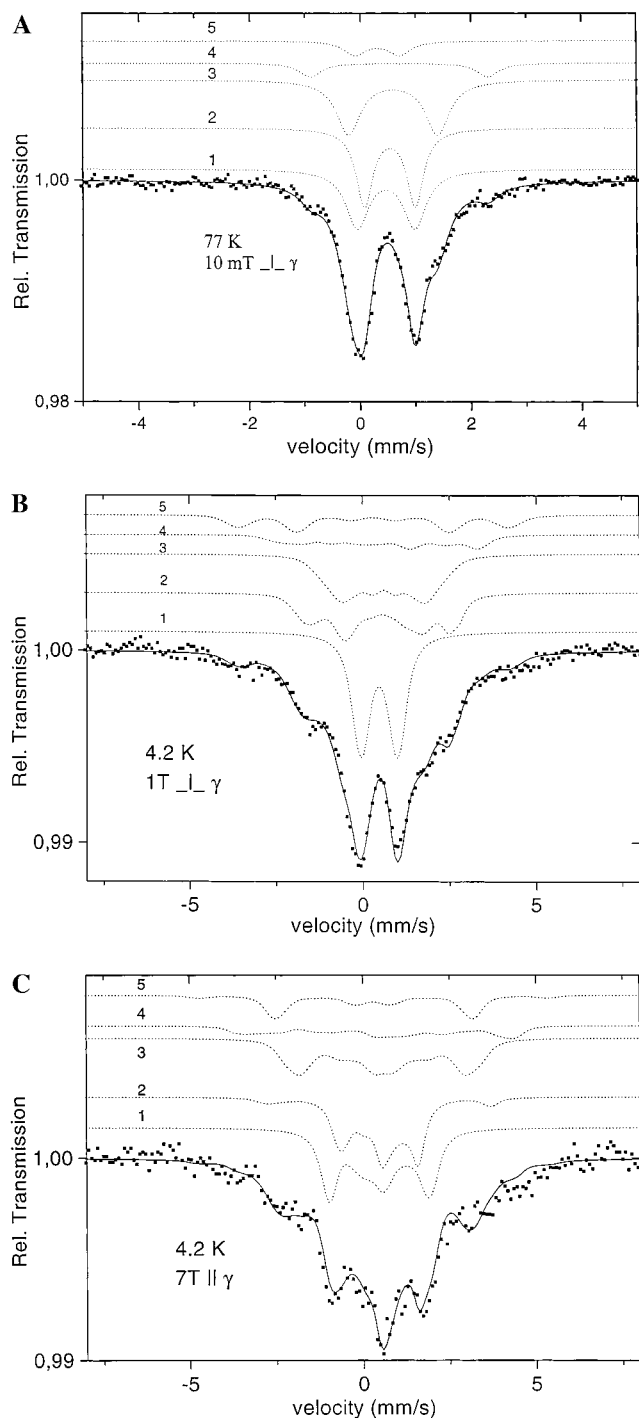 A
5
4
3
2
1
1,00
77 K
10 mT _|_ γ
0,98
Rel. Transmission
-4 -2 0 2 4
velocity (mm/s)
B
5
4
3
2
1
1,00
4.2 K
1T _|_ γ
0,99
Rel. Transmission
-5 0 5
velocity (mm/s)
C
5
4
3
2
1
1,00
4.2 K
7T || γ
0,99
Rel. Transmission
-5 0 5
velocity (mm/s)